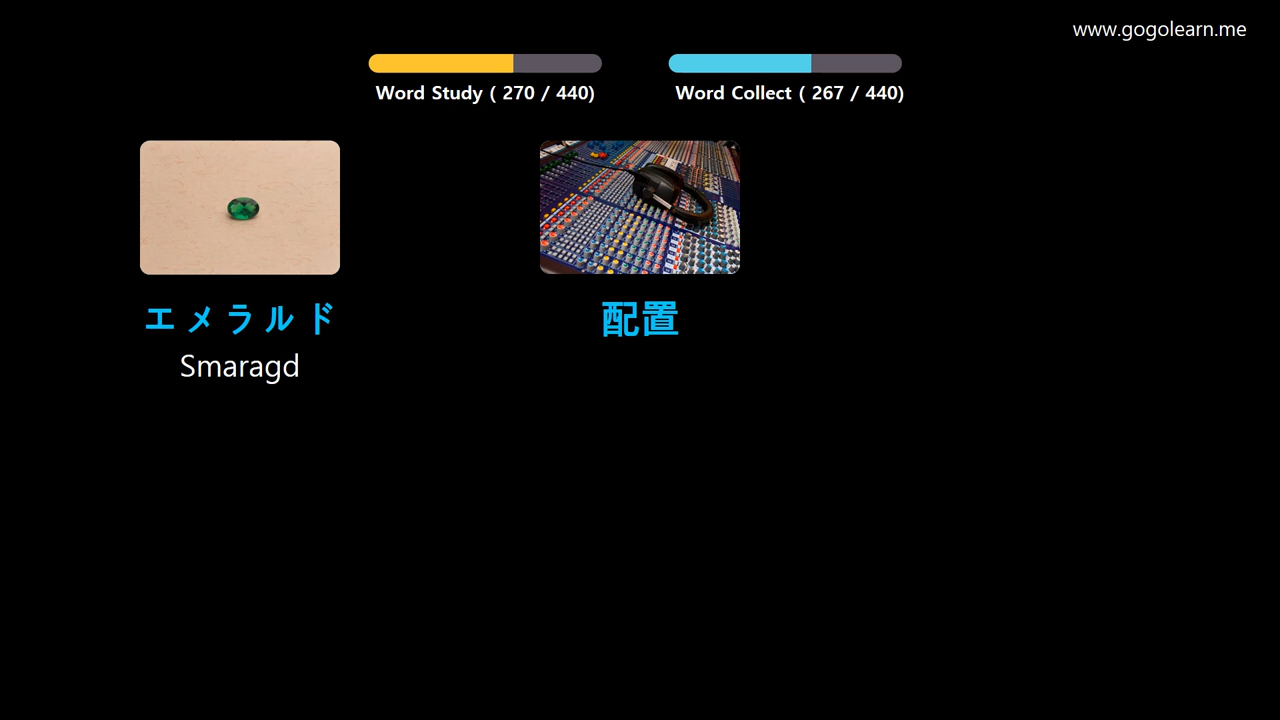 www.gogolearn.me
Word Study ( 270 / 440)
Word Collect ( 267 / 440)
エメラルド
Smaragd
配置